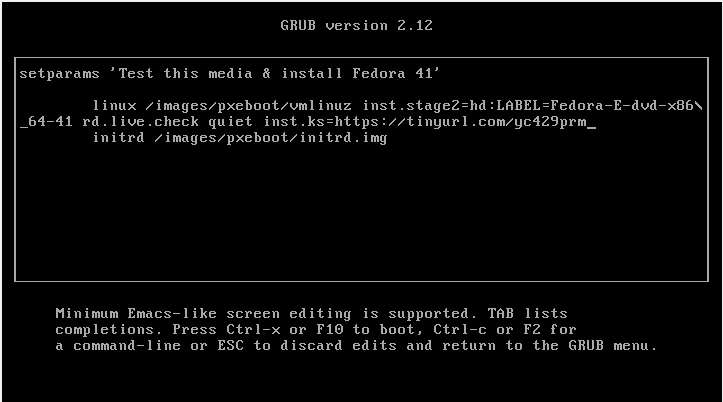 GRUB version 2.12
setparams 'Test this media & install Fedora 41'
linux /images/pxeboot/vmlinuz inst.stage2=hd:LABEL=Fedora-E-dvd-x86\
_64-41 rd.live.check quiet inst.ks=https://tinyurl.com/yc429prm_
initrd /images/pxeboot/initrd.img
Minimum Emacs-like screen editing is supported. TAB lists
completions. Press Ctrl-x or F10 to boot, Ctrl-c or F2 for
a command-line or ESC to discard edits and return to the GRUB menu.